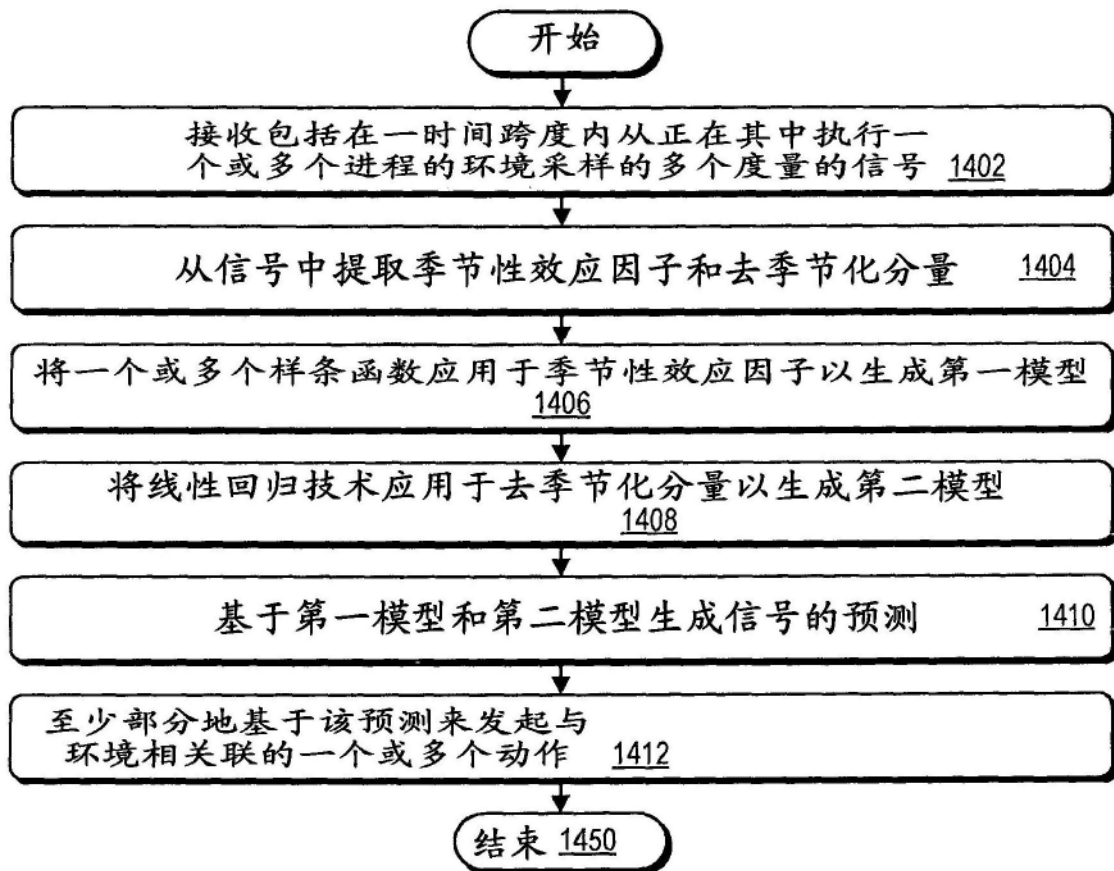 开始
接收包括在一时间跨度内从正在其中执行一
个或多个进程的环境采样的多个度量的信号 1402
从信号中提取季节性效应因子和去季节化分量 1404
将一个或多个样条函数应用于季节性效应因子以生成第一模型
1406
将线性回归技术应用于去季节化分量以生成第二模型
1408
基于第一模型和第二模型生成信号的预测 1410
至少部分地基于该预测来发起与
环境相关联的一个或多个动作 1412
结束 1450